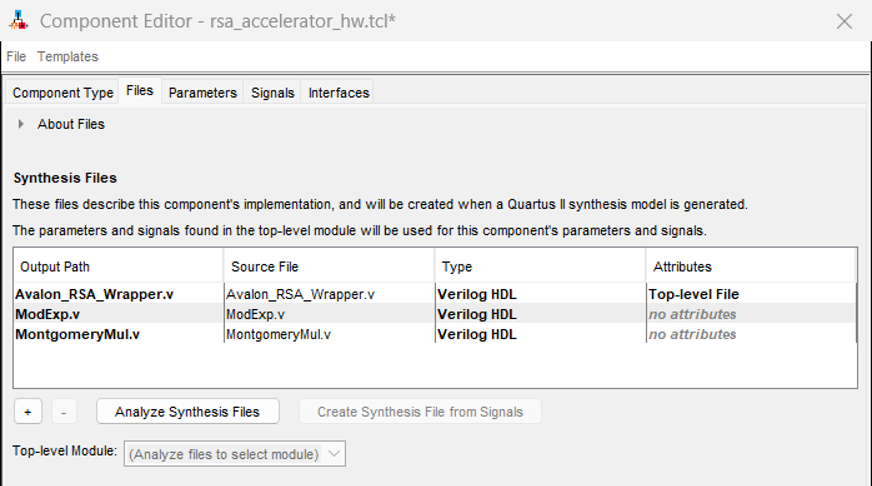 Component Editor - rsa_accelerator_hw.tcl*
File Templates
Component Type Files Parameters Signals Interfaces
About Files
Synthesis Files
These files describe this component's implementation, and will be created when a Quartus II synthesis model is generated.
The parameters and signals found in the top-level module will be used for this component's parameters and signals.
Output Path Source File Type Attributes
Avalon_RSA_Wrapper.v Avalon_RSA_Wrapper.v Verilog HDL Top-level File
ModExp.v ModExp.v Verilog HDL no attributes
MontgomeryMul.v MontgomeryMul.v Verilog HDL no attributes
+ - Analyze Synthesis Files Create Synthesis File from Signals
Top-level Module: (Analyze files to select module)